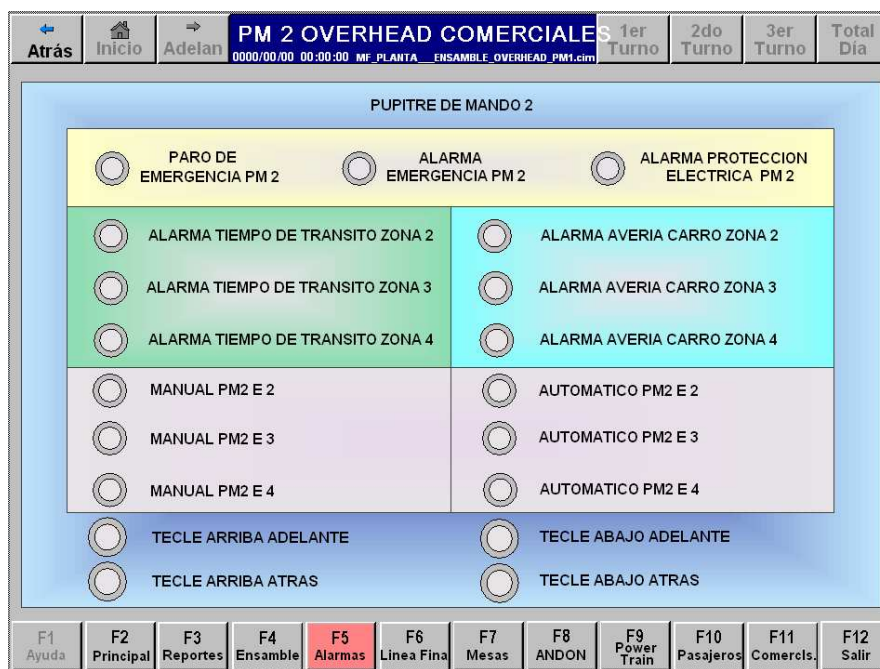 Atrás
Inicio
Adelan
PM 2 OVERHEAD COMERCIALES
0000/00/00 00:00:00 MF_PLANTA___ENSAMBLE_OVERHEAD_PM1.cim
1er
Turno
2do
Turno
3er
Turno
Total
Día
PUPITRE DE MANDO 2
PARO DE
EMERGENCIA PM 2
ALARMA
EMERGENCIA PM 2
ALARMA PROTECCION
ELECTRICA PM 2
ALARMA TIEMPO DE TRANSITO ZONA 2
ALARMA AVERIA CARRO ZONA 2
ALARMA TIEMPO DE TRANSITO ZONA 3
ALARMA AVERIA CARRO ZONA 3
ALARMA TIEMPO DE TRANSITO ZONA 4
ALARMA AVERIA CARRO ZONA 4
MANUAL PM2 E 2
AUTOMATICO PM2 E 2
MANUAL PM2 E 3
AUTOMATICO PM2 E 3
MANUAL PM2 E 4
AUTOMATICO PM2 E 4
TECLE ARRIBA ADELANTE
TECLE ABAJO ADELANTE
TECLE ARRIBA ATRAS
TECLE ABAJO ATRAS
F1
Ayuda
F2
Principal
F3
Reportes
F4
Ensamble
F5
Alarmas
F6
Linea Fina
F7
Mesas
F8
ANDON
F9
Power
Train
F10
Pasajeros
F11
Comercls.
F12
Salir